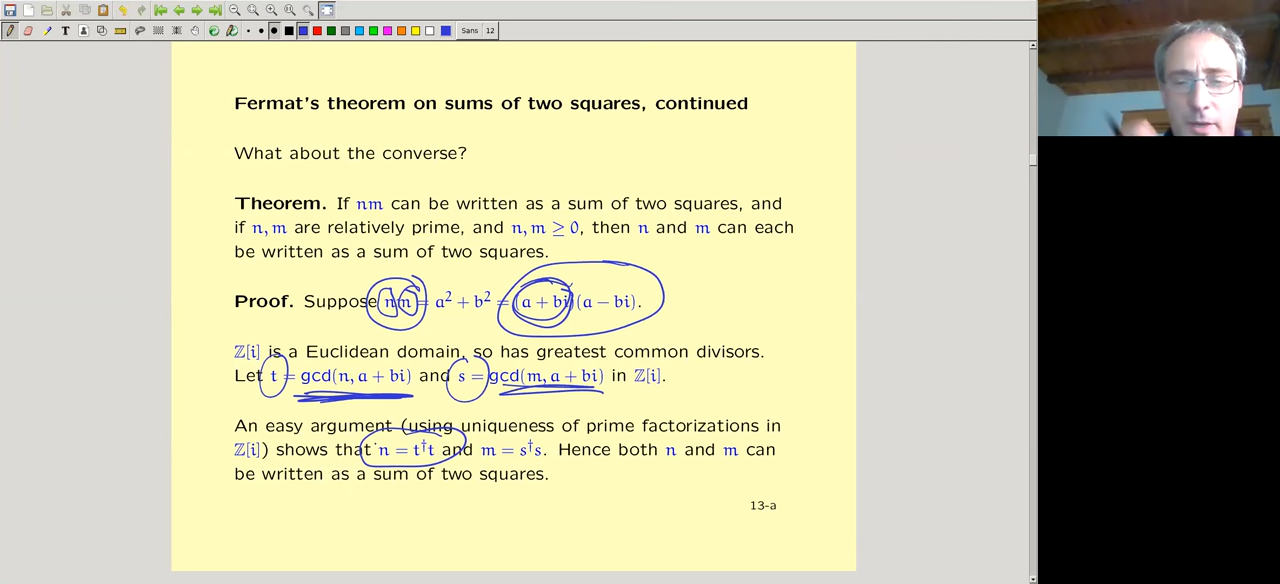 Sans 12
Fermat's theorem on sums of two squares, continued
What about the converse?
Theorem. If nm can be written as a sum of two squares, and
if n, m are relatively prime, and n, m ≥ 0, then n and m can each
be written as a sum of two squares.
Proof. Suppose nm = a² + b² = (a + bi)(a − bi).
ℤ[i] is a Euclidean domain, so has greatest common divisors.
Let t = gcd(n, a + bi) and s = gcd(m, a + bi) in ℤ[i].
An easy argument (using uniqueness of prime factorizations in
ℤ[i]) shows that n = t†t and m = s†s. Hence both n and m can
be written as a sum of two squares.
13-a